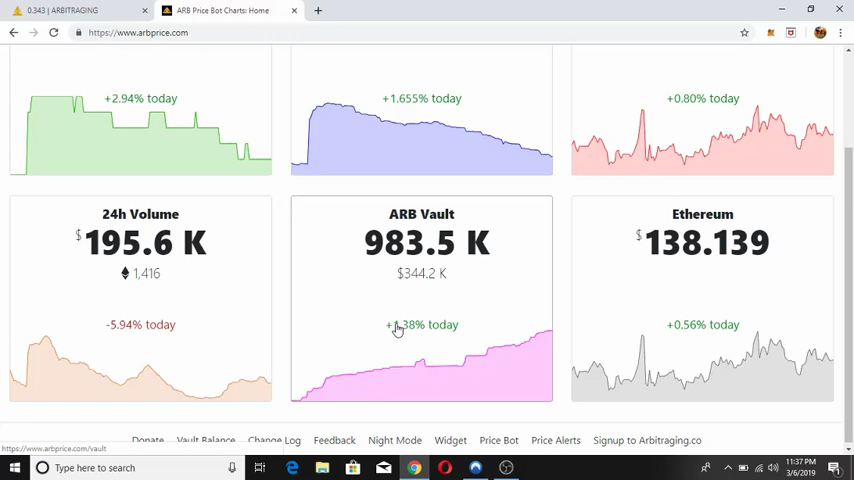 0.343 | ARBITRAGING
ARB Price Bot Charts: Home
https://www.arbprice.com
+2.94% today
+1.655% today
+0.80% today
24h Volume
$195.6 K
1,416
-5.94% today
ARB Vault
983.5 K
$344.2 K
+1.38% today
Ethereum
$138.139
+0.56% today
Donate Vault Balance Change Log Feedback Night Mode Widget Price Bot Price Alerts Signup to Arbitraging.co
https://www.arbprice.com/vault
Type here to search
11:37 PM
3/6/2019